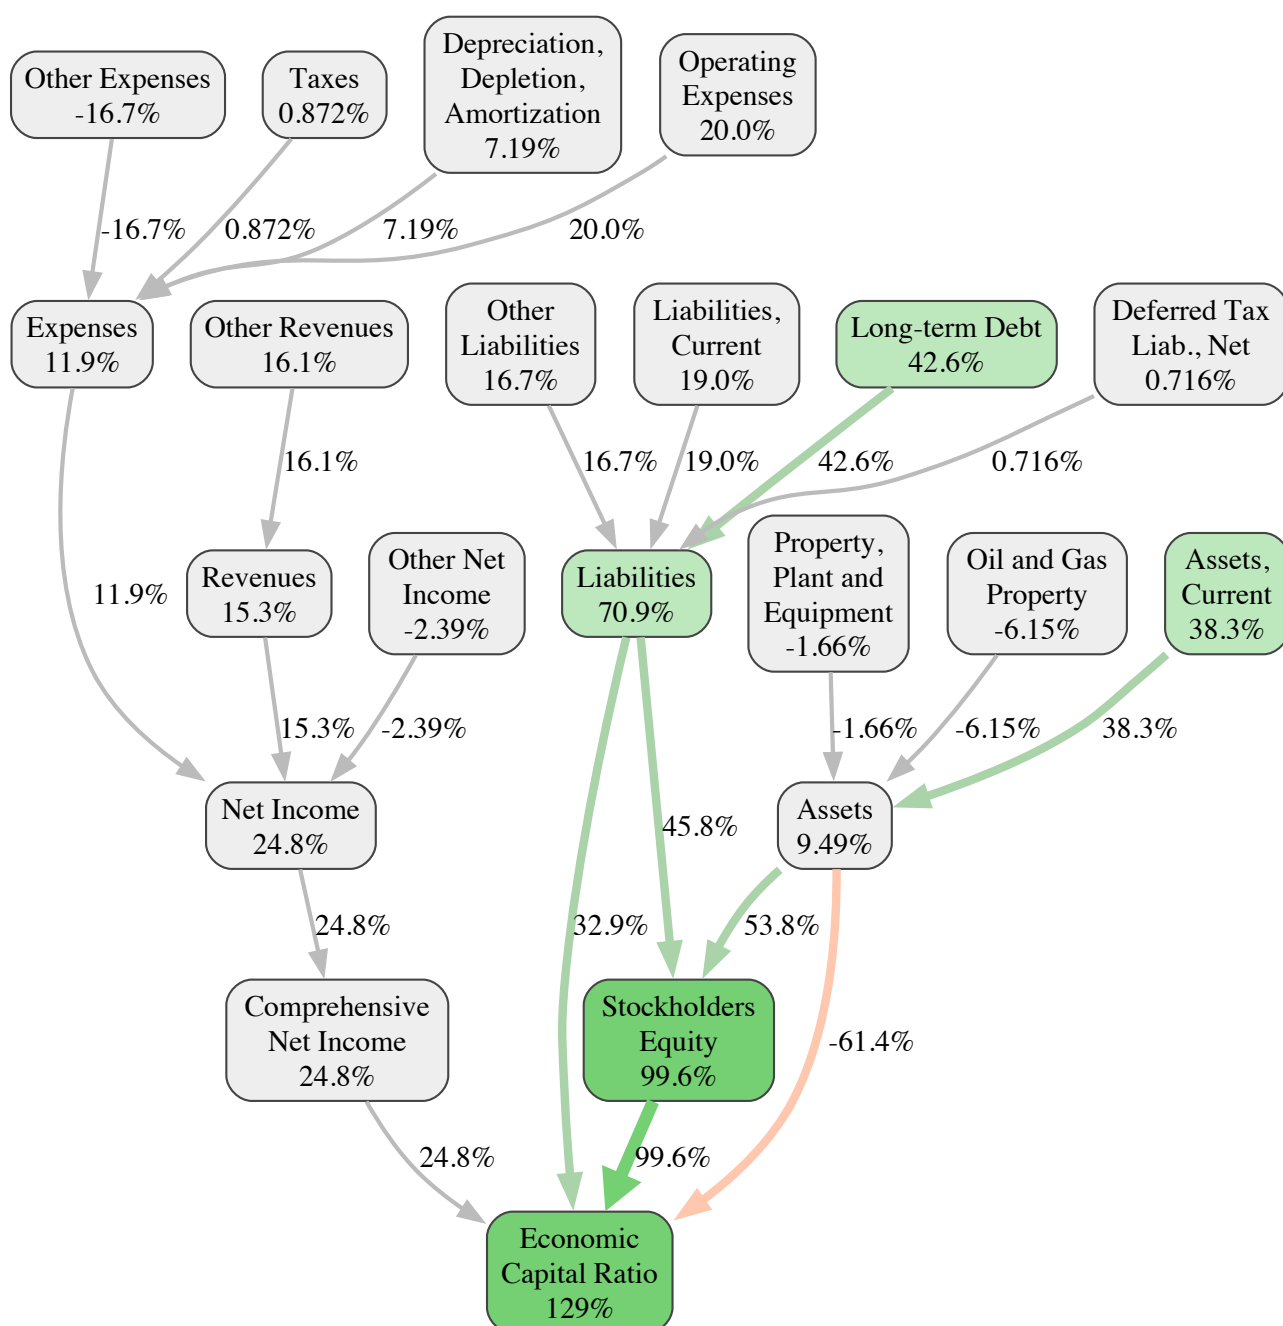 Other Expenses
-16.7%
Taxes
0.872%
Depreciation,
Depletion,
Amortization
7.19%
Operating
Expenses
20.0%
-16.7%
0.872%
7.19%
20.0%
Expenses
11.9%
Other Revenues
16.1%
Other
Liabilities
16.7%
Liabilities,
Current
19.0%
Long-term Debt
42.6%
Deferred Tax
Liab., Net
0.716%
16.1%
16.7%
19.0%
42.6%
0.716%
Revenues
15.3%
Other Net
Income
-2.39%
Liabilities
70.9%
Property,
Plant and
Equipment
-1.66%
Oil and Gas
Property
-6.15%
Assets,
Current
38.3%
11.9%
15.3%
-2.39%
-1.66%
-6.15%
38.3%
Net Income
24.8%
45.8%
Assets
9.49%
24.8%
32.9%
53.8%
Comprehensive
Net Income
24.8%
Stockholders
Equity
99.6%
-61.4%
24.8%
99.6%
Economic
Capital Ratio
129%